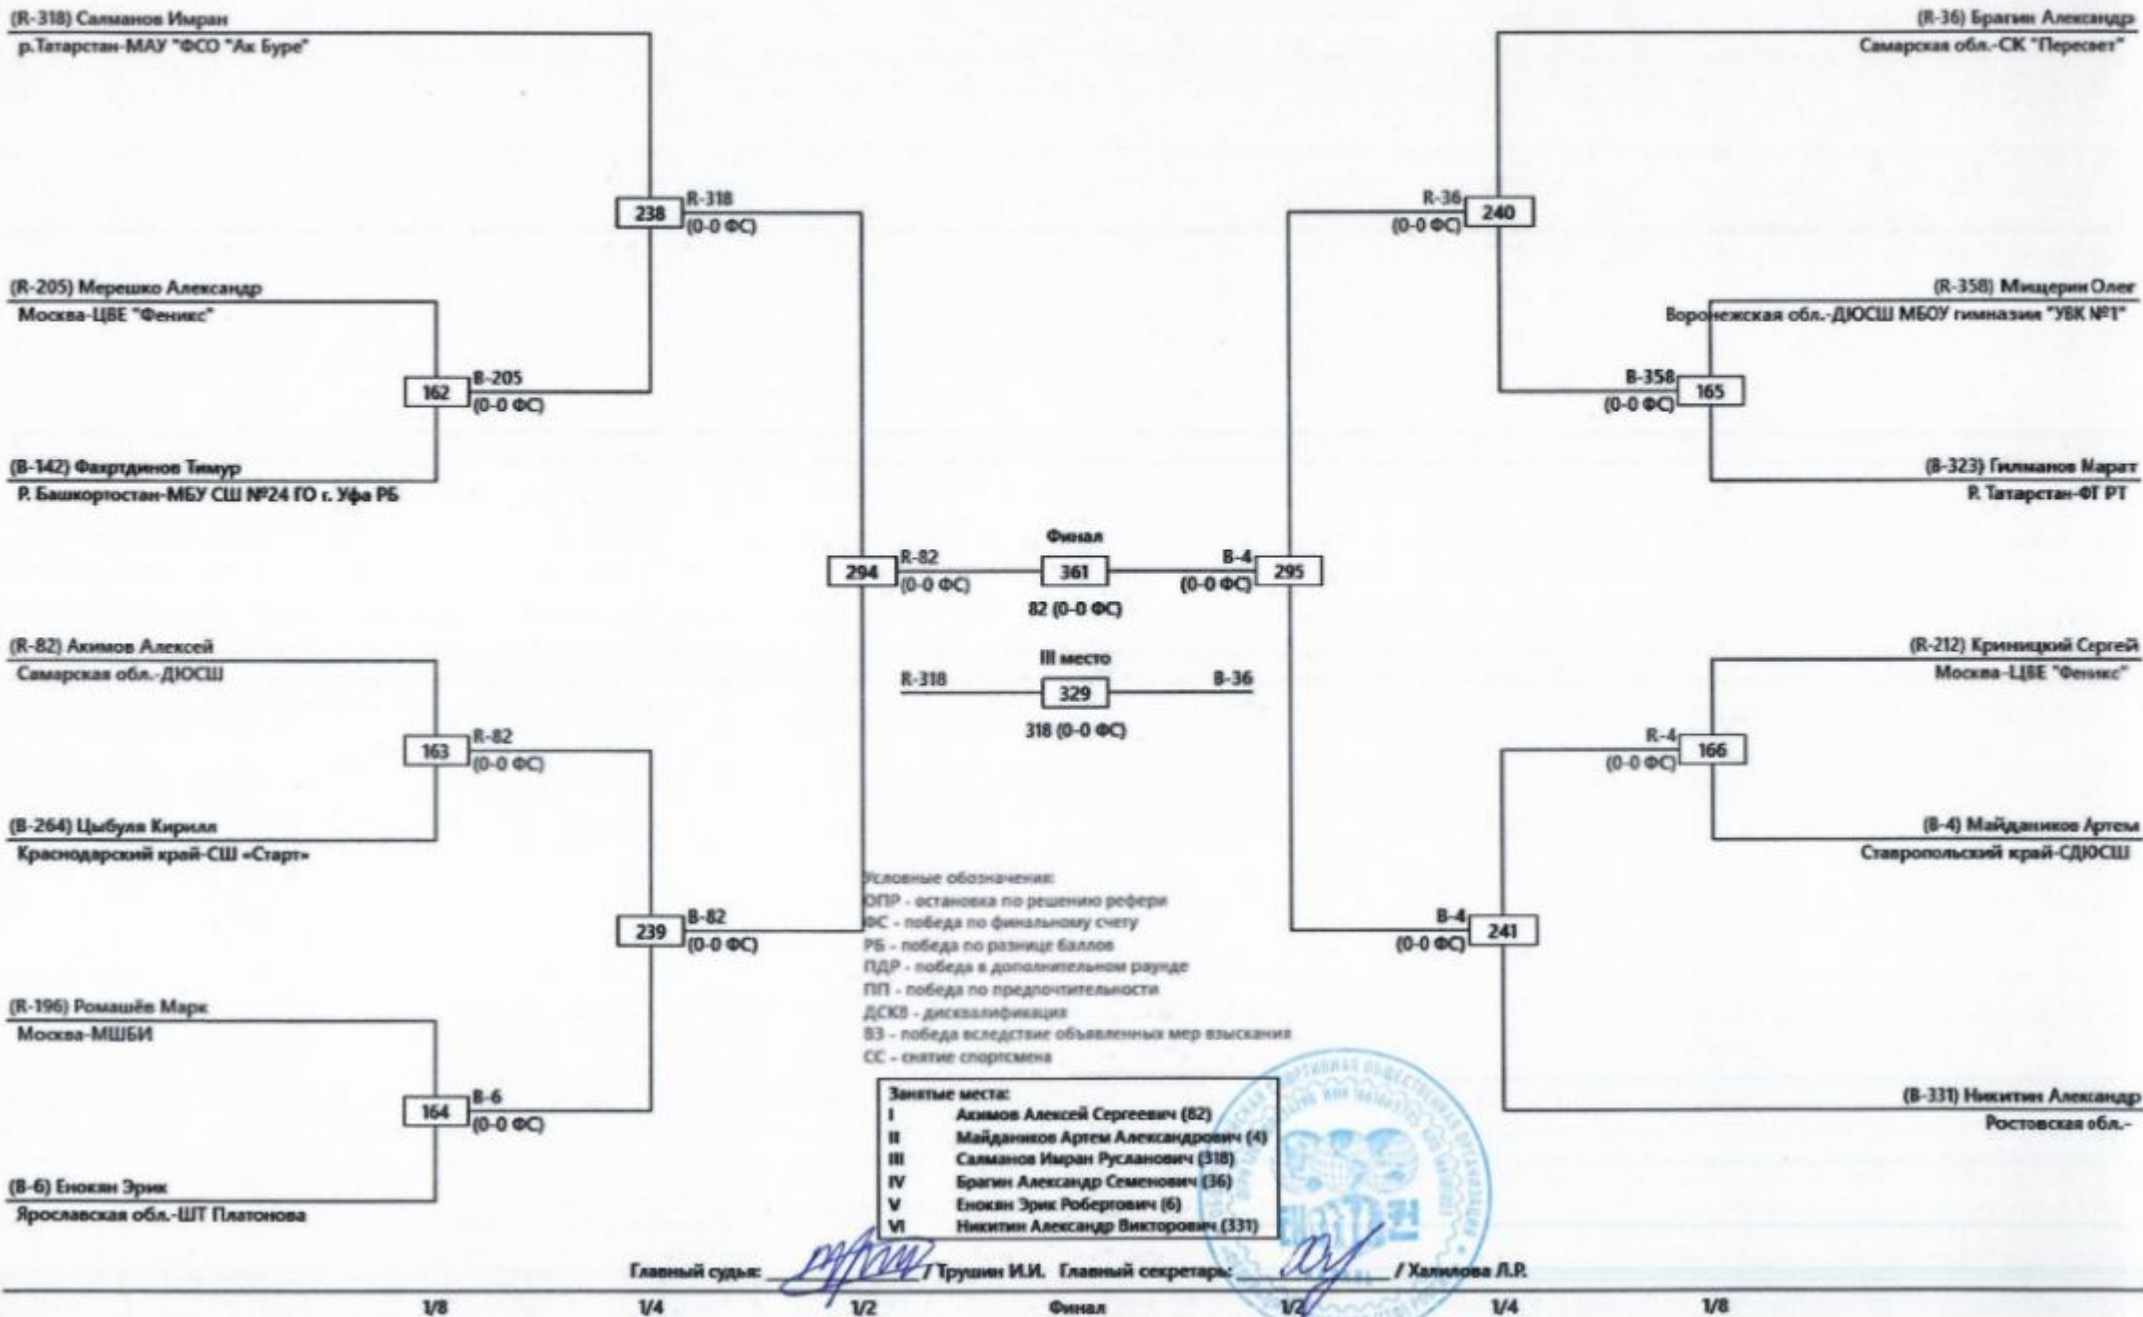 (R-318) Салманов Имран
р.Татарстан-МАУ "ФСО "Ак Буре"
238
R-318
(0-0 ФС)
(R-205) Мерешко Александр
Москва-ЦВЕ "Феникс"
162
B-205
(0-0 ФС)
(B-142) Фахртдинов Тимур
Р. Башкортостан-МБУ СШ №24 ГО г. Уфа РБ
294
R-82
(0-0 ФС)
(R-82) Акимов Алексей
Самарская обл.-ДЮСШ
163
R-82
(0-0 ФС)
(B-264) Цыбуля Кирилл
Краснодарский край-СШ «Старт»
239
B-82
(0-0 ФС)
(R-196) Ромашёв Марк
Москва-МШБИ
164
B-6
(0-0 ФС)
(B-6) Енокян Эрик
Ярославская обл.-ШТ Платонова
Финал
361
82 (0-0 ФС)
III место
R-318
329
B-36
318 (0-0 ФС)
(R-36) Брагин Александр
Самарская обл.-СК "Пересвет"
R-36
(0-0 ФС)
240
(R-358) Мищерин Олег
Воронежская обл.-ДЮСШ МБОУ гимназии "УВК №1"
B-358
(0-0 ФС)
165
(B-323) Гилманов Марат
Р. Татарстан-ФТ РТ
B-4
(0-0 ФС)
295
(R-212) Криницкий Сергей
Москва-ЦВЕ "Феникс"
R-4
(0-0 ФС)
166
(B-4) Майдаников Артем
Ставропольский край-СДЮСШ
B-4
(0-0 ФС)
241
(B-331) Никитин Александр
Ростовская обл.-
Условные обозначения:
ОПР - остановка по решению рефери
ФС - победа по финальному счету
РБ - победа по разнице баллов
ПДР - победа в дополнительном раунде
ПП - победа по предпочтительности
ДСКВ - дисквалификация
ВЗ - победа вследствие объявленных мер взыскания
СС - снятие спортсмена
Занятые места:
I Акимов Алексей Сергеевич (82)
II Майдаников Артем Александрович (4)
III Салманов Имран Русланович (318)
IV Брагин Александр Семенович (36)
V Енокян Эрик Робертович (6)
VI Никитин Александр Викторович (331)
Главный судья: / Трушин И.И. Главный секретарь: / Халилова Л.Р.
1/8 1/4 1/2 Финал 1/2 1/4 1/8